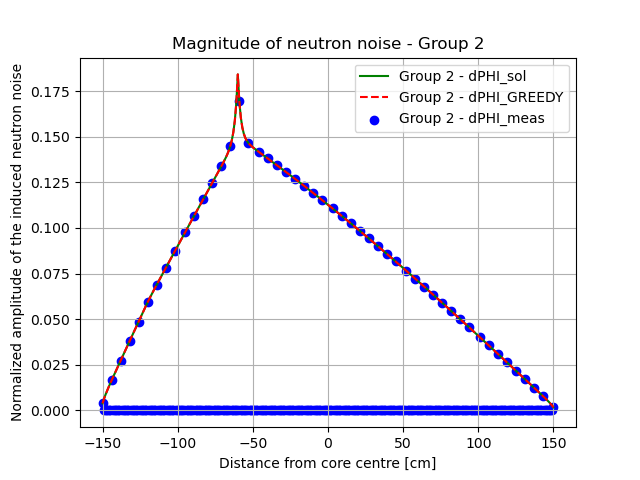 Magnitude of neutron noise - Group 2
Normalized amplitude of the induced neutron noise
0.175
0.150
0.125
0.100
0.075
0.050
0.025
0.000
Group 2 - dPHI_sol
Group 2 - dPHI_GREEDY
Group 2 - dPHI_meas
−150 −100 −50 0 50 100 150
Distance from core centre [cm]